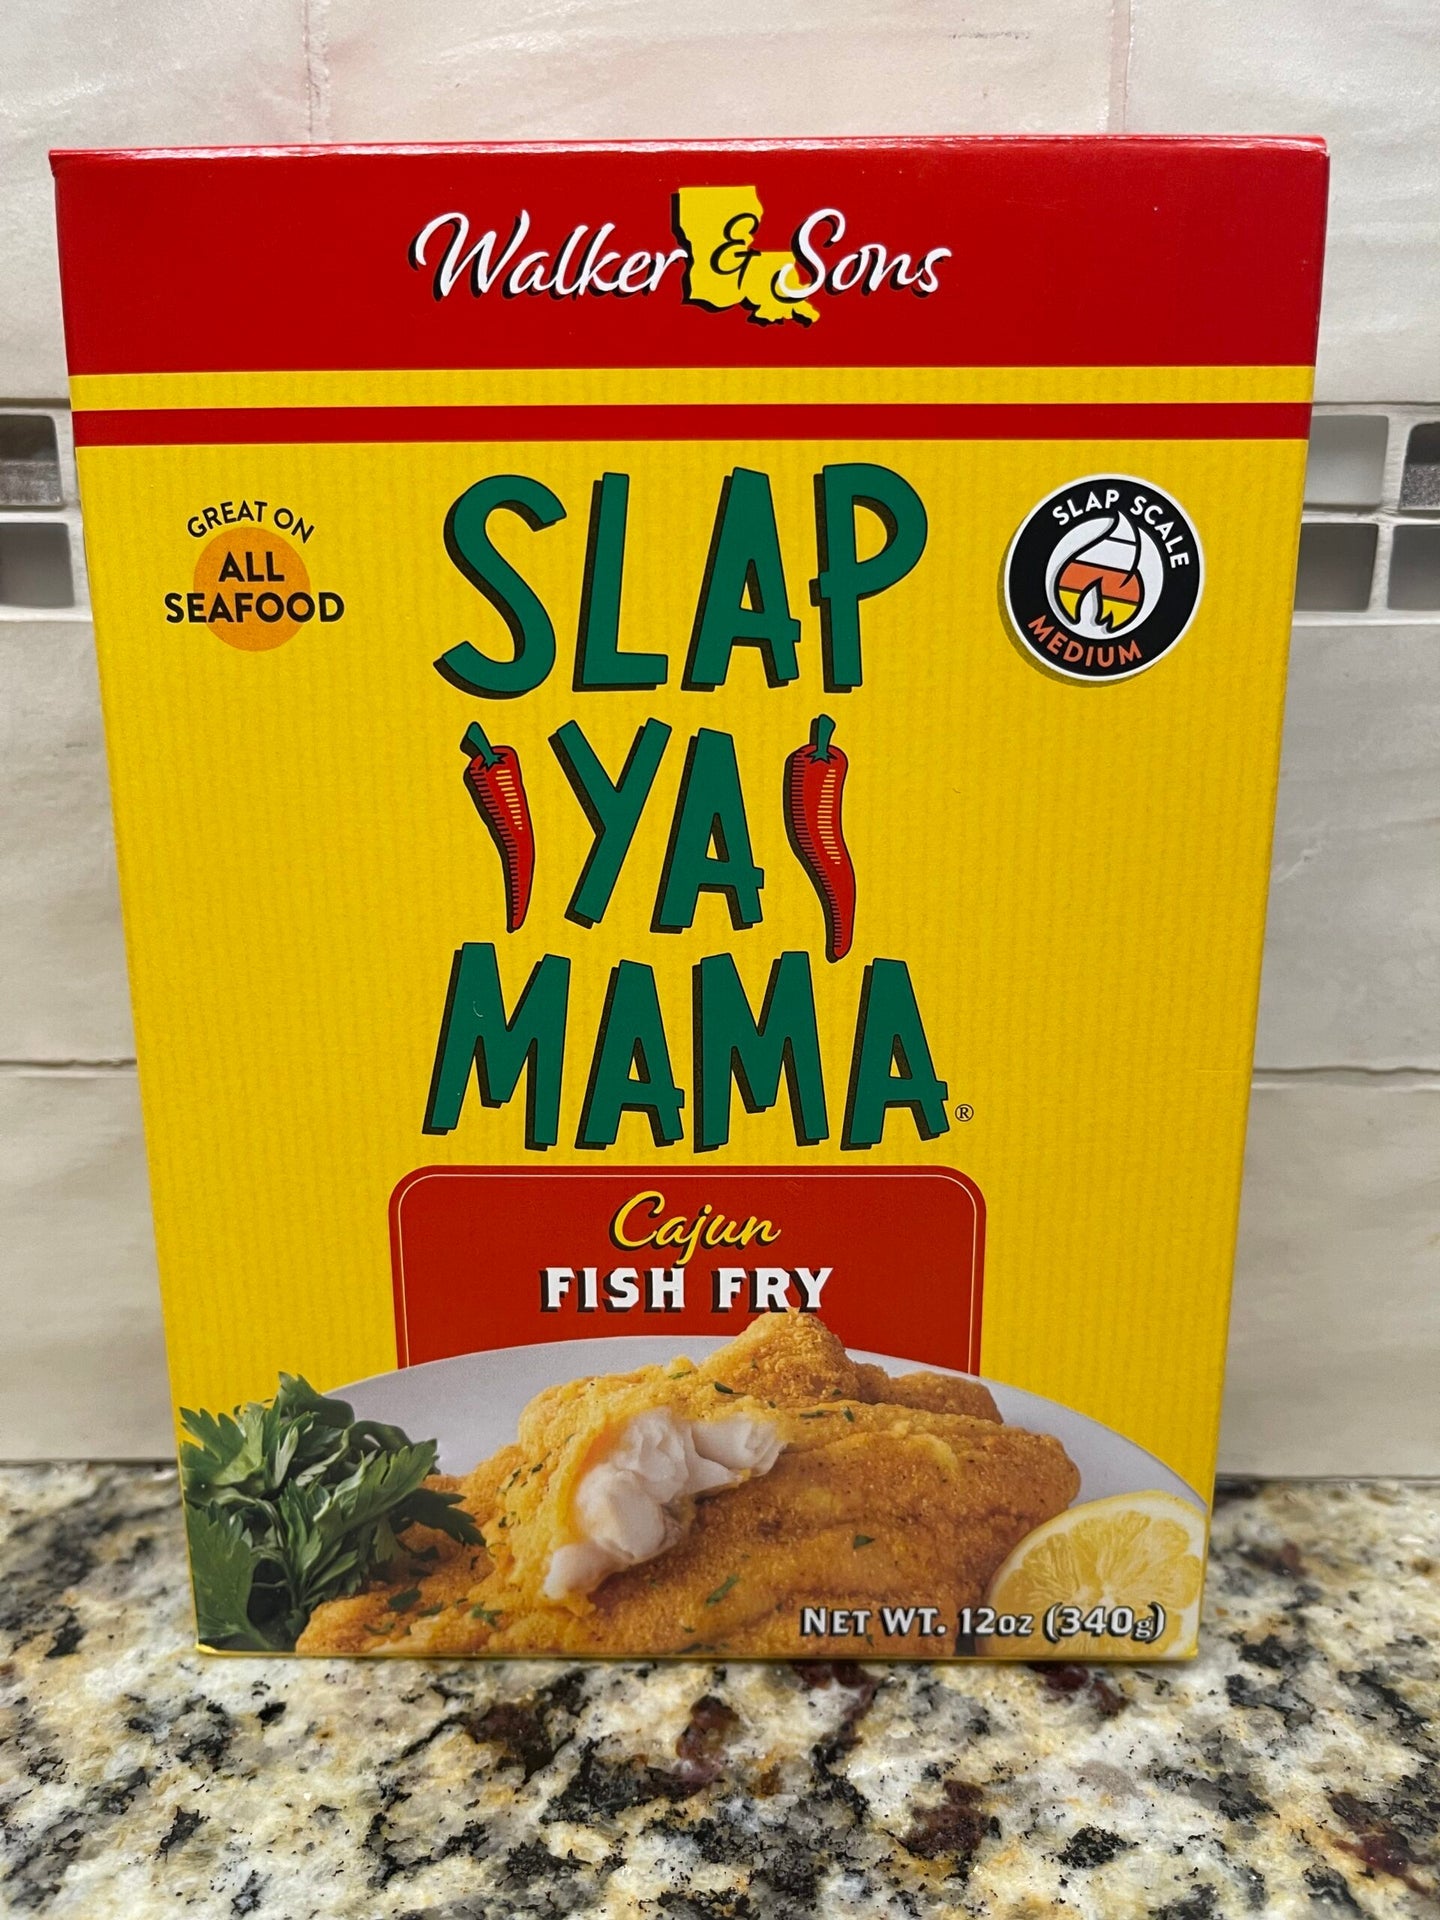 Walker & Sons
GREAT ON
ALL
SEAFOOD
SLAP
YA
MAMA®
SLAP SCALE
MEDIUM
Cajun
FISH FRY
NET WT. 12oz (340g)